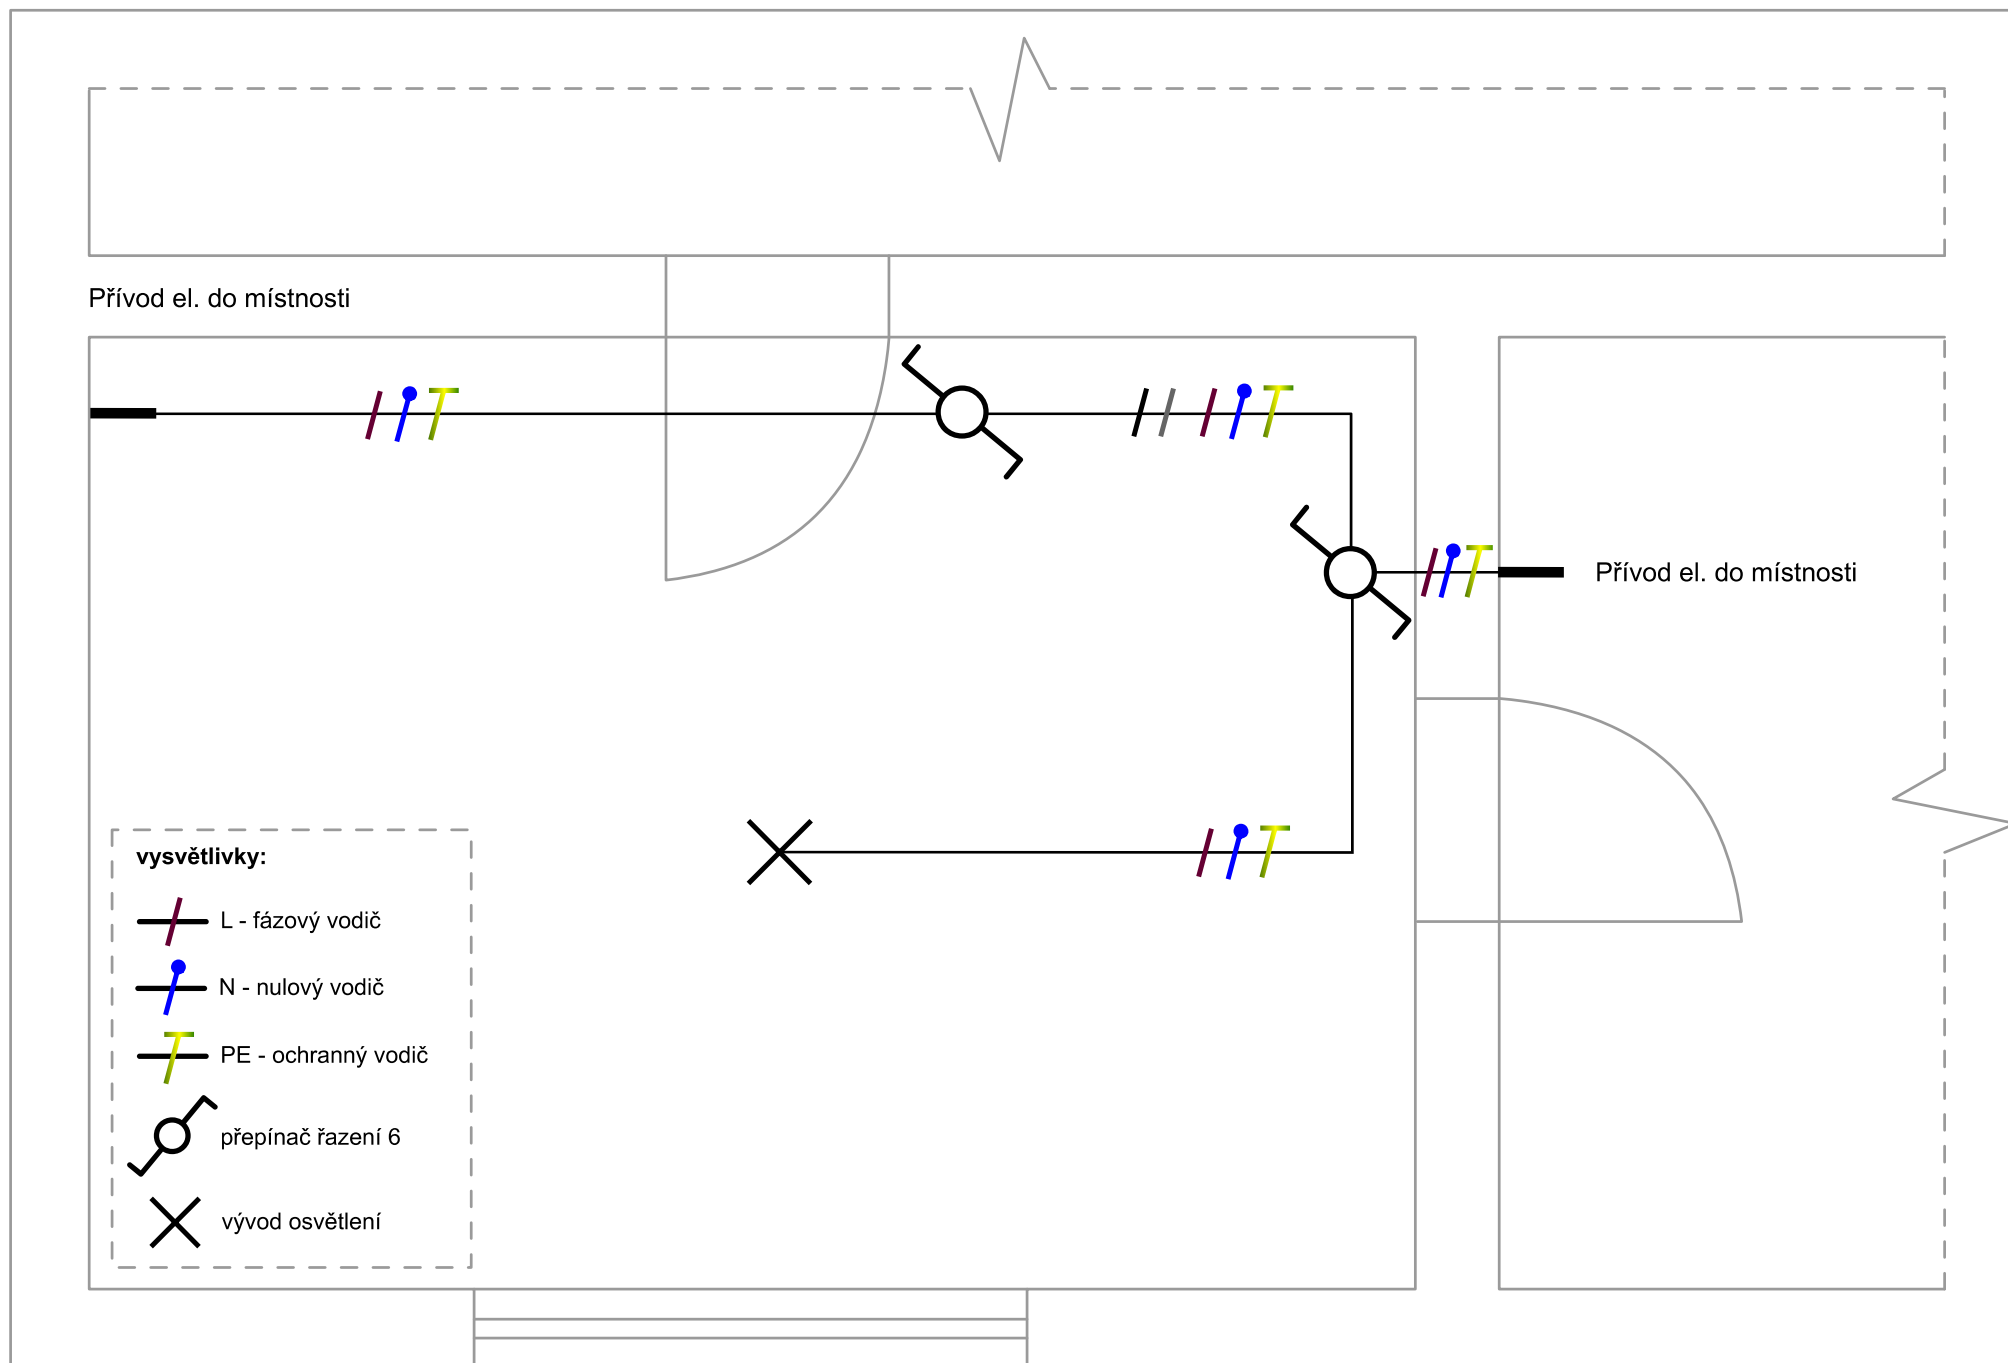 Přívod el. do místnosti
Přívod el. do místnosti
vysvětlivky:
L - fázový vodič
N - nulový vodič
PE - ochranný vodič
přepínač řazení 6
vývod osvětlení